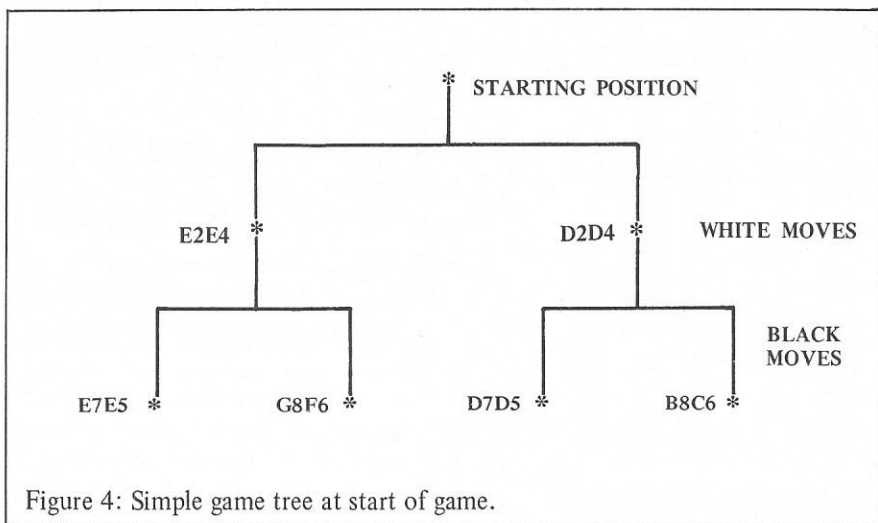 * STARTING POSITION
E2E4 * D2D4 * WHITE MOVES
BLACK
MOVES
E7E5 * G8F6 * D7D5 * B8C6 *
Figure 4: Simple game tree at start of game.